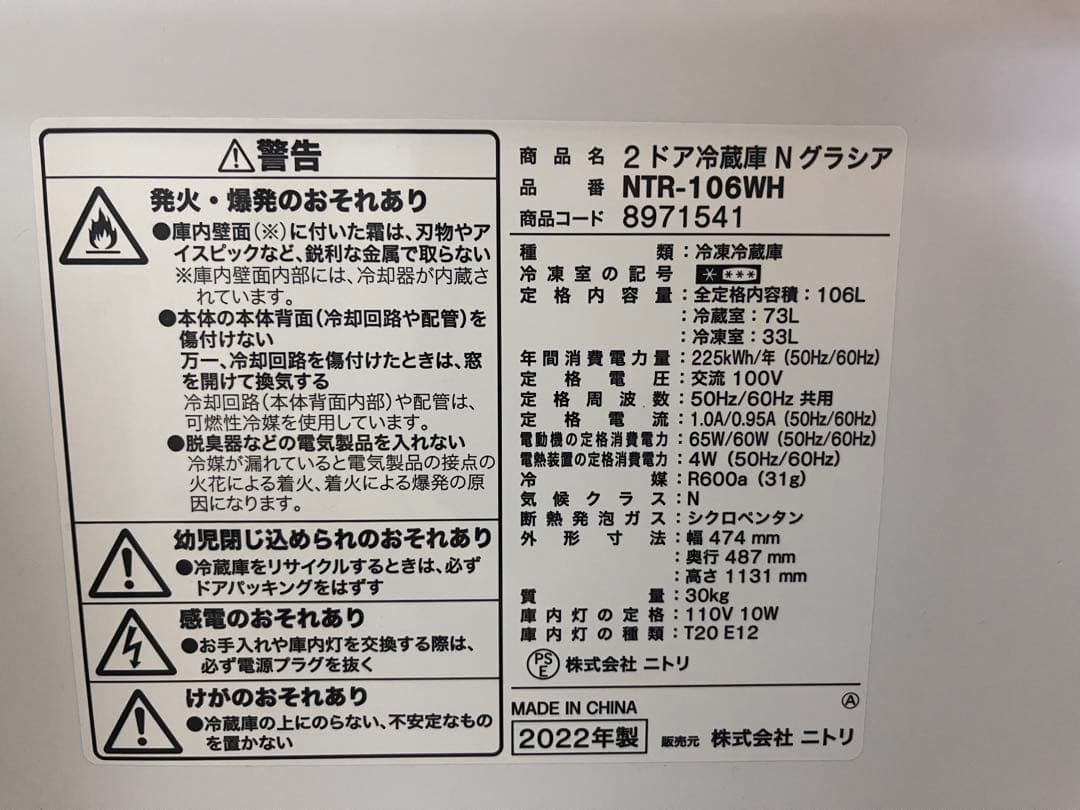 警告
発火・爆発のおそれあり
●庫内壁面(※)に付いた霜は、刃物やア
イスピックなど、鋭利な金属で取らない
※庫内壁面内部には、冷却器が内蔵さ
れています。
●本体の本体背面(冷却回路や配管)を
傷付けない
万一、冷却回路を傷付けたときは、窓
を開けて換気する
冷却回路(本体背面内部)や配管は、
可燃性冷媒を使用しています。
●脱臭器などの電気製品を入れない
冷媒が漏れていると電気製品の接点の
火花による着火、着火による爆発の原
因になります。
幼児閉じ込められのおそれあり
●冷蔵庫をリサイクルするときは、必ず
ドアパッキングをはずす
感電のおそれあり
●お手入れや庫内灯を交換する際は、
必ず電源プラグを抜く
けがのおそれあり
●冷蔵庫の上にのらない、不安定なもの
を置かない
商品名 2ドア冷蔵庫 N グラシア
品番 NTR-106WH
商品コード 8971541
種類:冷凍冷蔵庫
冷凍室の記号 * ***
定格内容量:全定格内容積:106L
:冷蔵室:73L
:冷凍室:33L
年間消費電力量:225kWh/年 (50Hz/60Hz)
定格電圧:交流 100V
定格周波数:50Hz/60Hz 共用
定格電流:1.0A/0.95A (50Hz/60Hz)
電動機の定格消費電力:65W/60W (50Hz/60Hz)
電熱装置の定格消費電力:4W (50Hz/60Hz)
冷媒:R600a (31g)
気候クラス:N
断熱発泡ガス:シクロペンタン
外形寸法:幅 474 mm
:奥行 487 mm
:高さ 1131 mm
質量:30kg
庫内灯の定格:110V 10W
庫内灯の種類:T20 E12
PSE 株式会社 ニトリ
MADE IN CHINA Ⓐ
2022年製 販売元 株式会社 ニトリ